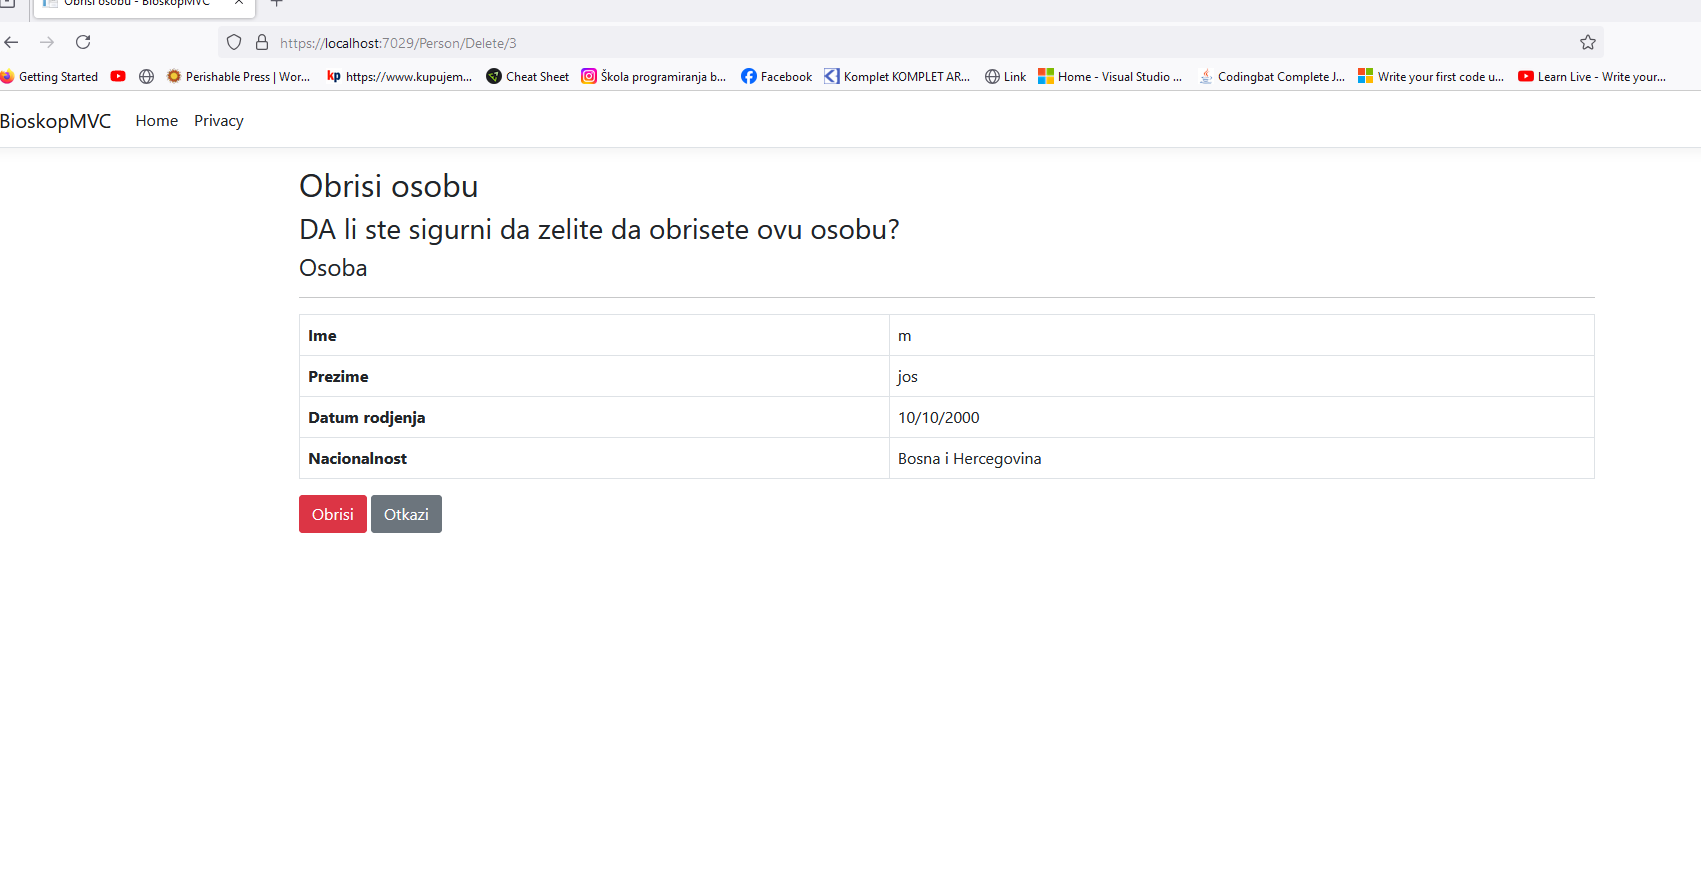 Obrisi osobu - BioskopMVC
https://localhost:7029/Person/Delete/3
Getting Started Perishable Press | Wor... kp https://www.kupujem... Cheat Sheet Škola programiranja b... Facebook Komplet KOMPLET AR... Link Home - Visual Studio ... Codingbat Complete J... Write your first code u... Learn Live - Write your...
BioskopMVC Home Privacy
Obrisi osobu
DA li ste sigurni da zelite da obrisete ovu osobu?
Osoba
Ime m
Prezime jos
Datum rodjenja 10/10/2000
Nacionalnost Bosna i Hercegovina
Obrisi Otkazi